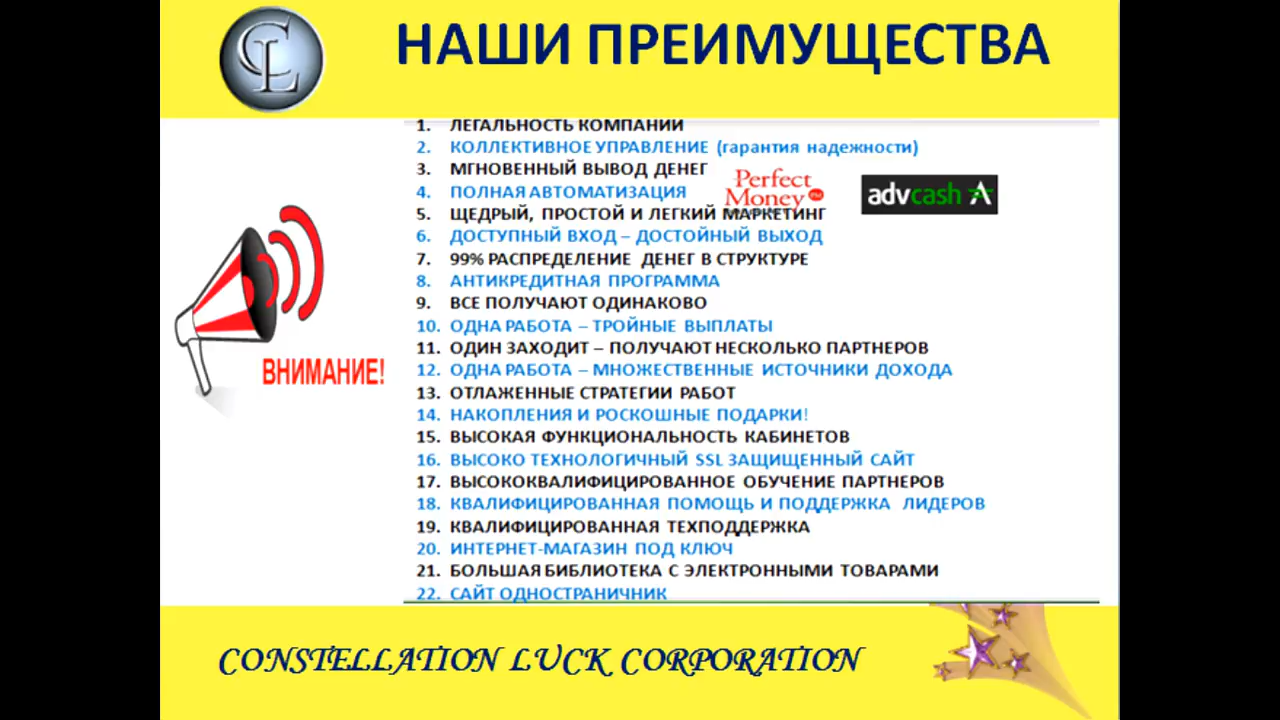 CL
НАШИ ПРЕИМУЩЕСТВА
1. ЛЕГАЛЬНОСТЬ КОМПАНИИ
2. КОЛЛЕКТИВНОЕ УПРАВЛЕНИЕ (гарантия надежности)
3. МГНОВЕННЫЙ ВЫВОД ДЕНЕГ
Perfect Money PM
advcash A
4. ПОЛНАЯ АВТОМАТИЗАЦИЯ
5. ЩЕДРЫЙ, ПРОСТОЙ И ЛЕГКИЙ МАРКЕТИНГ
6. ДОСТУПНЫЙ ВХОД – ДОСТОЙНЫЙ ВЫХОД
7. 99% РАСПРЕДЕЛЕНИЕ ДЕНЕГ В СТРУКТУРЕ
8. АНТИКРЕДИТНАЯ ПРОГРАММА
9. ВСЕ ПОЛУЧАЮТ ОДИНАКОВО
10. ОДНА РАБОТА – ТРОЙНЫЕ ВЫПЛАТЫ
11. ОДИН ЗАХОДИТ – ПОЛУЧАЮТ НЕСКОЛЬКО ПАРТНЕРОВ
12. ОДНА РАБОТА – МНОЖЕСТВЕННЫЕ ИСТОЧНИКИ ДОХОДА
13. ОТЛАЖЕННЫЕ СТРАТЕГИИ РАБОТ
14. НАКОПЛЕНИЯ И РОСКОШНЫЕ ПОДАРКИ!
15. ВЫСОКАЯ ФУНКЦИОНАЛЬНОСТЬ КАБИНЕТОВ
16. ВЫСОКО ТЕХНОЛОГИЧНЫЙ SSL ЗАЩИЩЕННЫЙ САЙТ
17. ВЫСОКОКВАЛИФИЦИРОВАННОЕ ОБУЧЕНИЕ ПАРТНЕРОВ
18. КВАЛИФИЦИРОВАННАЯ ПОМОЩЬ И ПОДДЕРЖКА ЛИДЕРОВ
19. КВАЛИФИЦИРОВАННАЯ ТЕХПОДДЕРЖКА
20. ИНТЕРНЕТ-МАГАЗИН ПОД КЛЮЧ
21. БОЛЬШАЯ БИБЛИОТЕКА С ЭЛЕКТРОННЫМИ ТОВАРАМИ
22. САЙТ ОДНОСТРАНИЧНИК
ВНИМАНИЕ!
CONSTELLATION LUCK CORPORATION